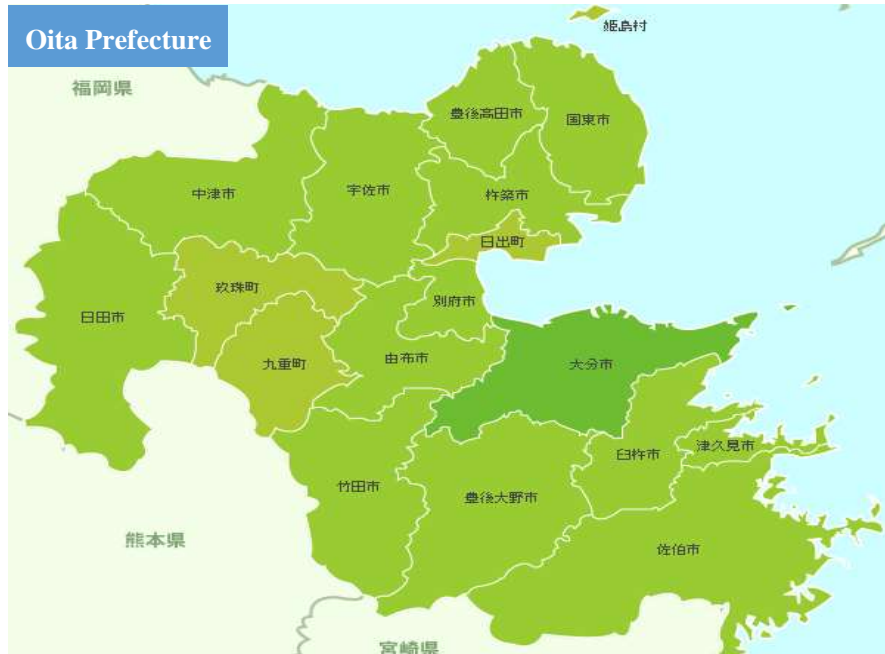 Oita Prefecture
姫島村
福岡県
豊後高田市
国東市
中津市
宇佐市
杵築市
日出町
玖珠町
別府市
日田市
九重町
由布市
大分市
臼杵市
津久見市
竹田市
豊後大野市
熊本県
佐伯市
宮崎県